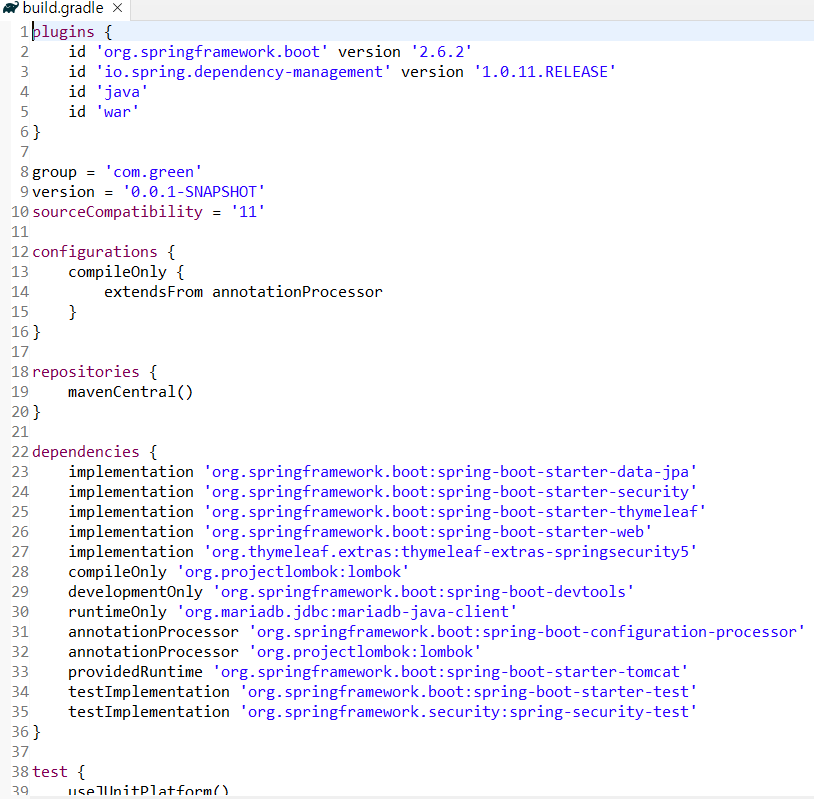 build.gradle
1 plugins {
2 id 'org.springframework.boot' version '2.6.2'
3 id 'io.spring.dependency-management' version '1.0.11.RELEASE'
4 id 'java'
5 id 'war'
6 }
7
8 group = 'com.green'
9 version = '0.0.1-SNAPSHOT'
10 sourceCompatibility = '11'
11
12 configurations {
13 compileOnly {
14 extendsFrom annotationProcessor
15 }
16 }
17
18 repositories {
19 mavenCentral()
20 }
21
22 dependencies {
23 implementation 'org.springframework.boot:spring-boot-starter-data-jpa'
24 implementation 'org.springframework.boot:spring-boot-starter-security'
25 implementation 'org.springframework.boot:spring-boot-starter-thymeleaf'
26 implementation 'org.springframework.boot:spring-boot-starter-web'
27 implementation 'org.thymeleaf.extras:thymeleaf-extras-springsecurity5'
28 compileOnly 'org.projectlombok:lombok'
29 developmentOnly 'org.springframework.boot:spring-boot-devtools'
30 runtimeOnly 'org.mariadb.jdbc:mariadb-java-client'
31 annotationProcessor 'org.springframework.boot:spring-boot-configuration-processor'
32 annotationProcessor 'org.projectlombok:lombok'
33 providedRuntime 'org.springframework.boot:spring-boot-starter-tomcat'
34 testImplementation 'org.springframework.boot:spring-boot-starter-test'
35 testImplementation 'org.springframework.security:spring-security-test'
36 }
37
38 test {
39 useJUnitPlatform()